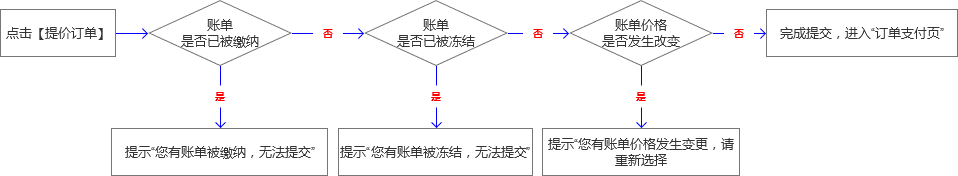 点击【提价订单】
账单
是否已被缴纳
否
账单
是否已被冻结
否
账单价格
是否发生改变
否
完成提交，进入“订单支付页”
是
是
是
提示“您有账单被缴纳，无法提交”
提示“您有账单被冻结，无法提交”
提示“您有账单价格发生变更，请
重新选择